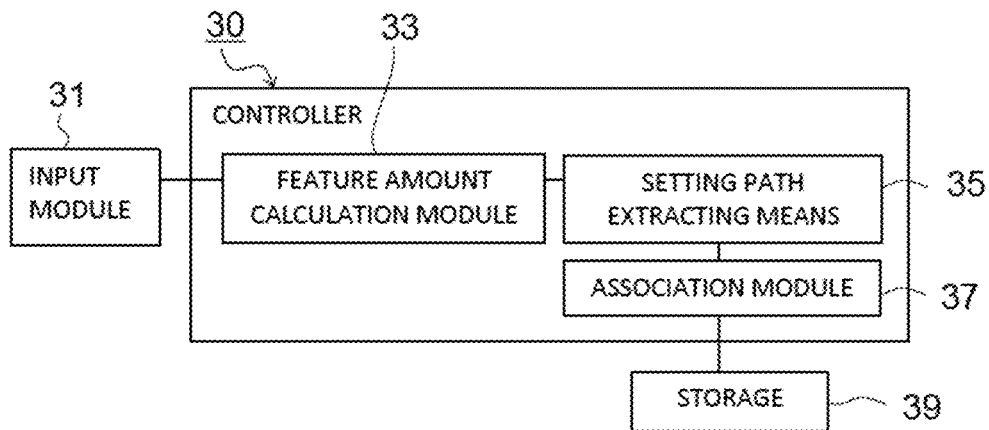 30
33
31
CONTROLLER
INPUT
MODULE
FEATURE AMOUNT
CALCULATION MODULE
SETTING PATH
EXTRACTING MEANS
35
ASSOCIATION MODULE
37
STORAGE
39